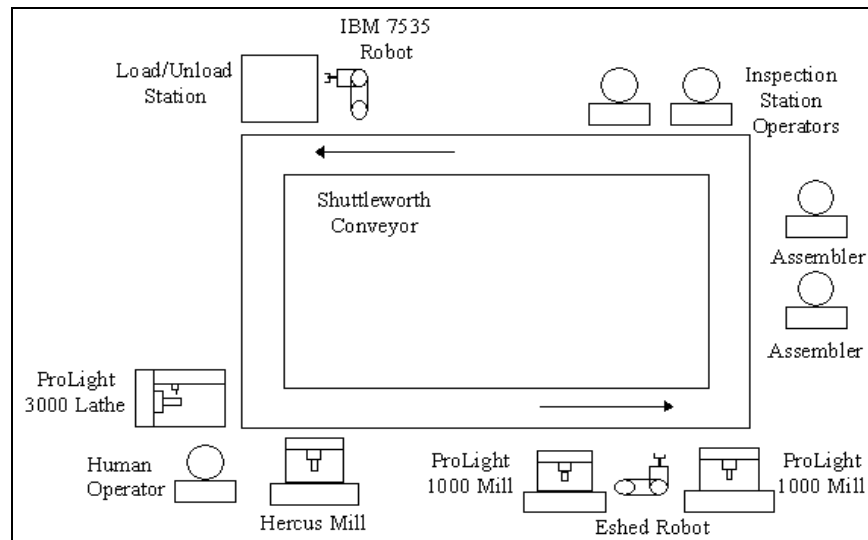 IBM 7535
Robot
Load/Unload
Station
Inspection
Station
Operators
Shuttleworth
Conveyor
Assembler
Assembler
ProLight
3000 Lathe
Human
Operator
Hercus Mill
ProLight
1000 Mill
Eshed Robot
ProLight
1000 Mill